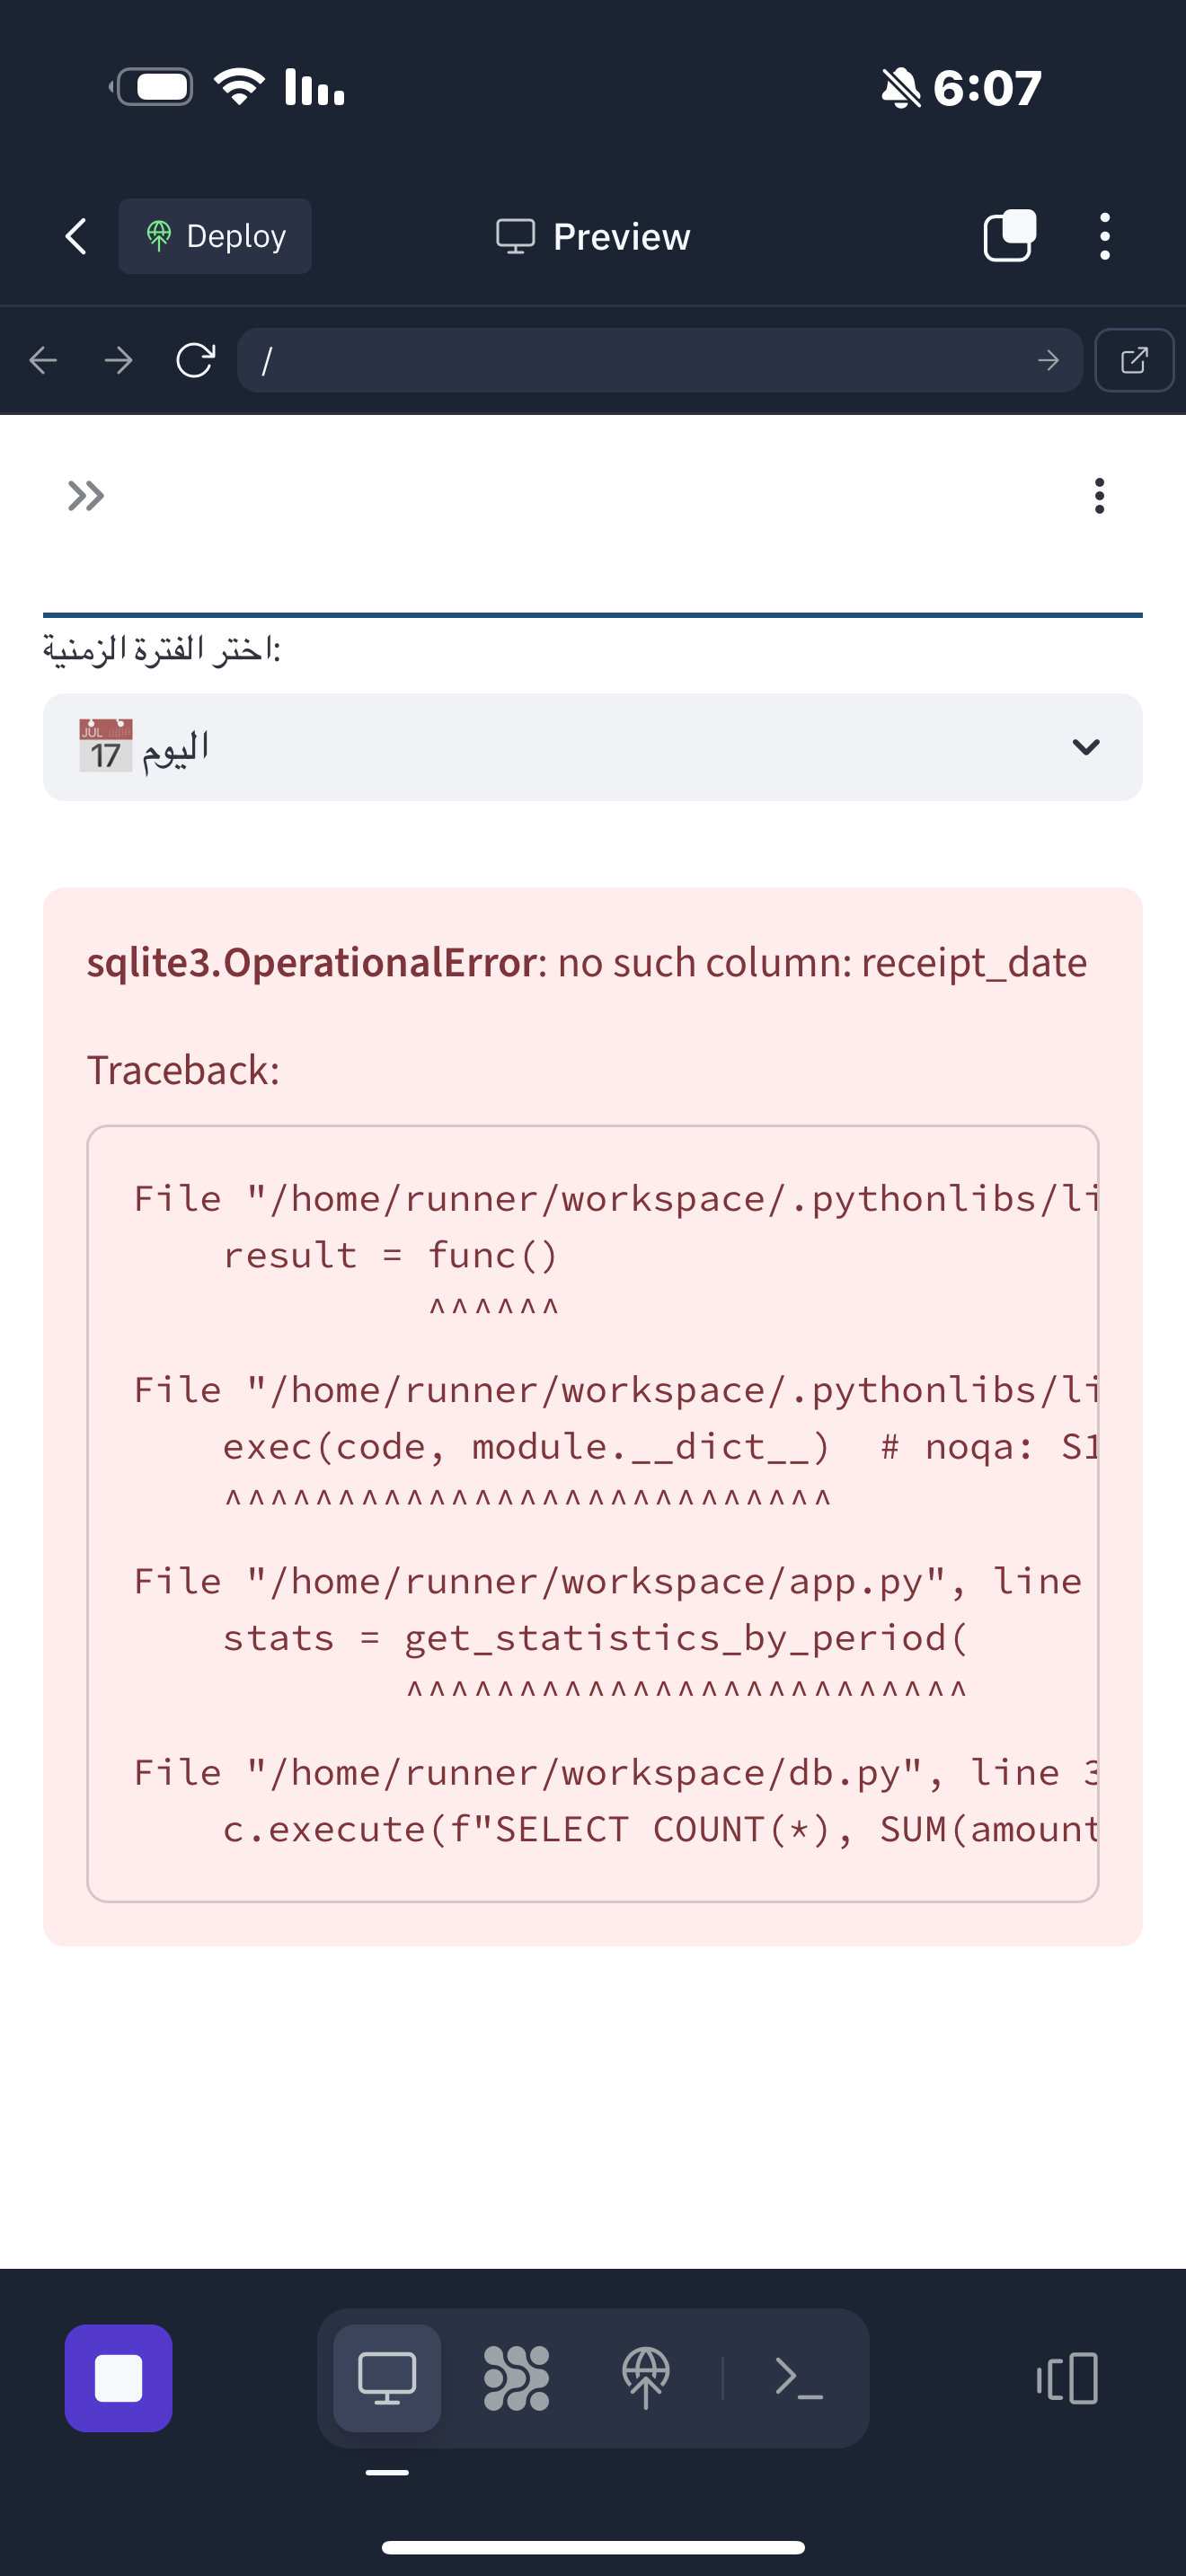 6:07
Deploy
Preview
/
اختر الفترة الزمنية:
JUL
17
اليوم
sqlite3.OperationalError: no such column: receipt_date
Traceback:
File "/home/runner/workspace/.pythonlibs/li
result = func()
^^^^^^
File "/home/runner/workspace/.pythonlibs/li
exec(code, module.__dict__)  # noqa: S1
^^^^^^^^^^^^^^^^^^^^^^^^^^^
File "/home/runner/workspace/app.py", line
stats = get_statistics_by_period(
^^^^^^^^^^^^^^^^^^^^^^^^^
File "/home/runner/workspace/db.py", line 3
c.execute(f"SELECT COUNT(*), SUM(amount